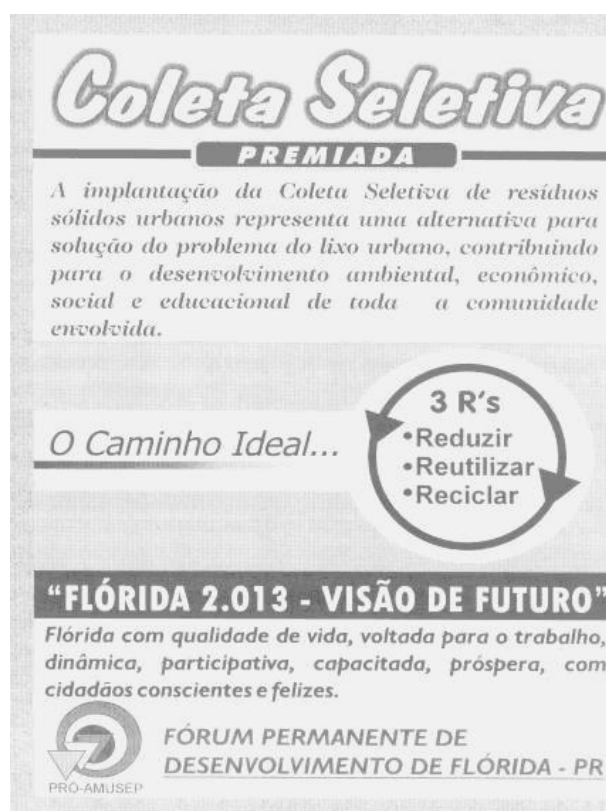 Coleta Seletiva
PREMIADA
A implantação da Coleta Seletiva de resíduos
sólidos urbanos representa uma alternativa para
solução do problema do lixo urbano, contribuindo
para o desenvolvimento ambiental, econômico,
social e educacional de toda a comunidade
envolvida.
O Caminho Ideal...
3 R's
•Reduzir
•Reutilizar
•Reciclar
"FLÓRIDA 2.013 - VISÃO DE FUTURO"
Flórida com qualidade de vida, voltada para o trabalho,
dinâmica, participativa, capacitada, próspera, com
cidadãos conscientes e felizes.
FÓRUM PERMANENTE DE
DESENVOLVIMENTO DE FLÓRIDA - PR
PRÓ-AMUSEP